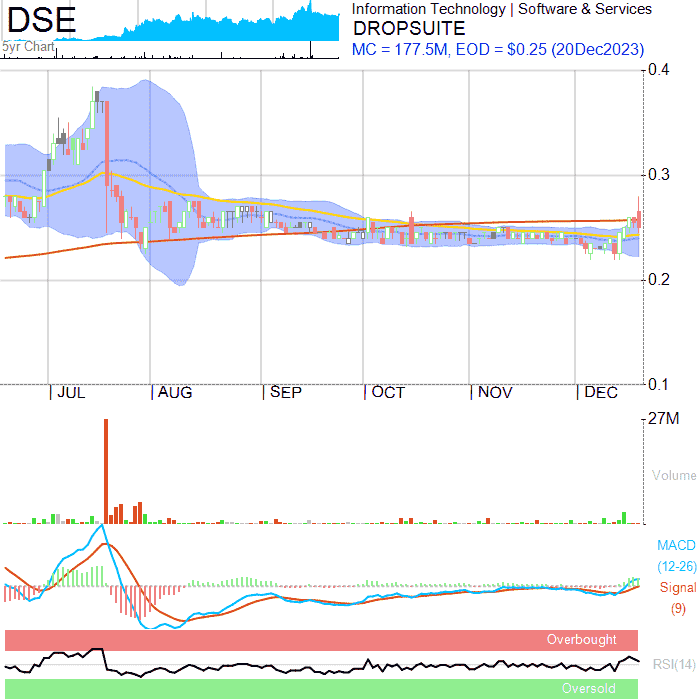 DSE
5yr Chart
Information Technology | Software & Services
DROPSUITE
MC = 177.5M, EOD = $0.25 (20Dec2023)
0.4
0.3
0.2
0.1
JUL AUG SEP OCT NOV DEC
27M
Volume
MACD
(12-26)
Signal
(9)
Overbought
RSI(14)
Oversold